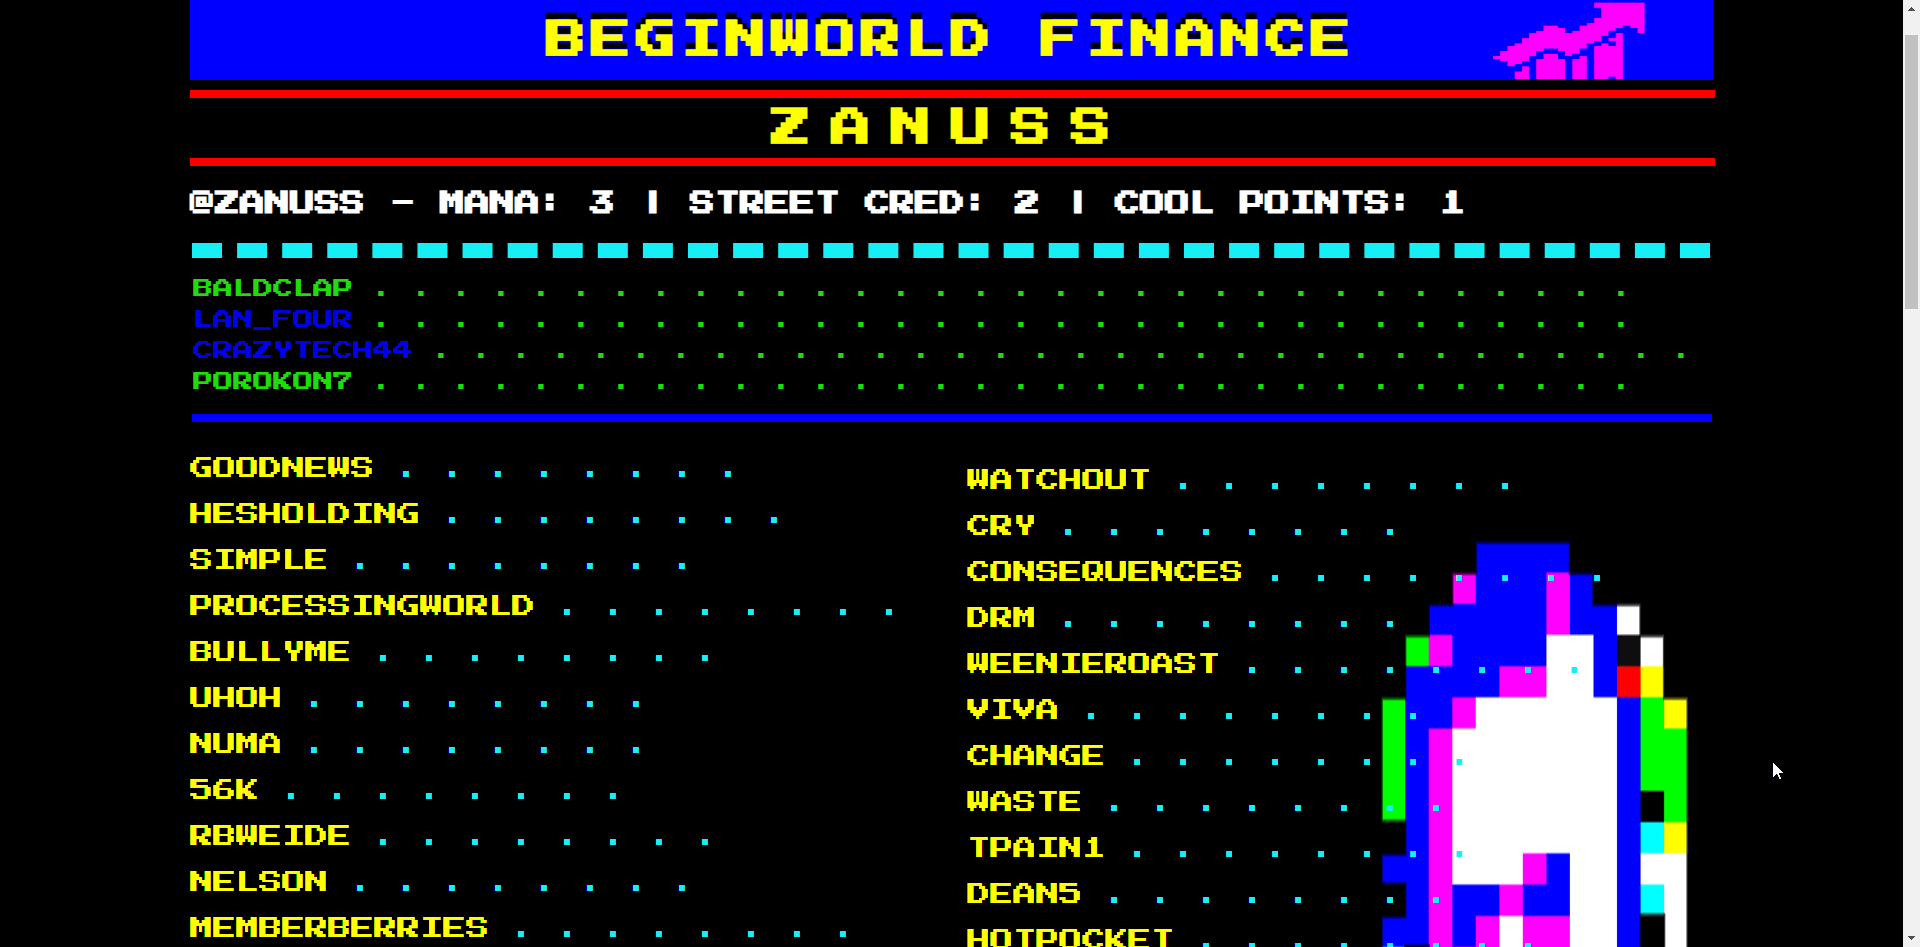 BEGINWORLD FINANCE
ZANUSS
@ZANUSS - MANA: 3 | STREET CRED: 2 | COOL POINTS: 1
BALDCLAP . . . . . . . . . . . . . . . . . . . . . . . . . . . . . . . .
LAN_FOUR . . . . . . . . . . . . . . . . . . . . . . . . . . . . . . . .
CRAZYTECH44 . . . . . . . . . . . . . . . . . . . . . . . . . . . . . . . .
POROKON7 . . . . . . . . . . . . . . . . . . . . . . . . . . . . . . . .
GOODNEWS . . . . . . . .
HESHOLDING . . . . . . . .
SIMPLE . . . . . . . .
PROCESSINGWORLD . . . . . . . .
BULLYME . . . . . . . .
UHOH . . . . . . . .
NUMA . . . . . . . .
56K . . . . . . . .
RBWEIDE . . . . . . . .
NELSON . . . . . . . .
MEMBERBERRIES . . . . . . . .
WATCHOUT . . . . . . . .
CRY . . . . . . . .
CONSEQUENCES . . . . . . . .
DRM . . . . . . . .
WEENIEROAST . . . . . . . .
VIVA . . . . . . . .
CHANGE . . . . . . . .
WASTE . . . . . . . .
TPAIN1 . . . . . . . .
DEAN5 . . . . . . . .
HOTPOCKET . . . . . . . .